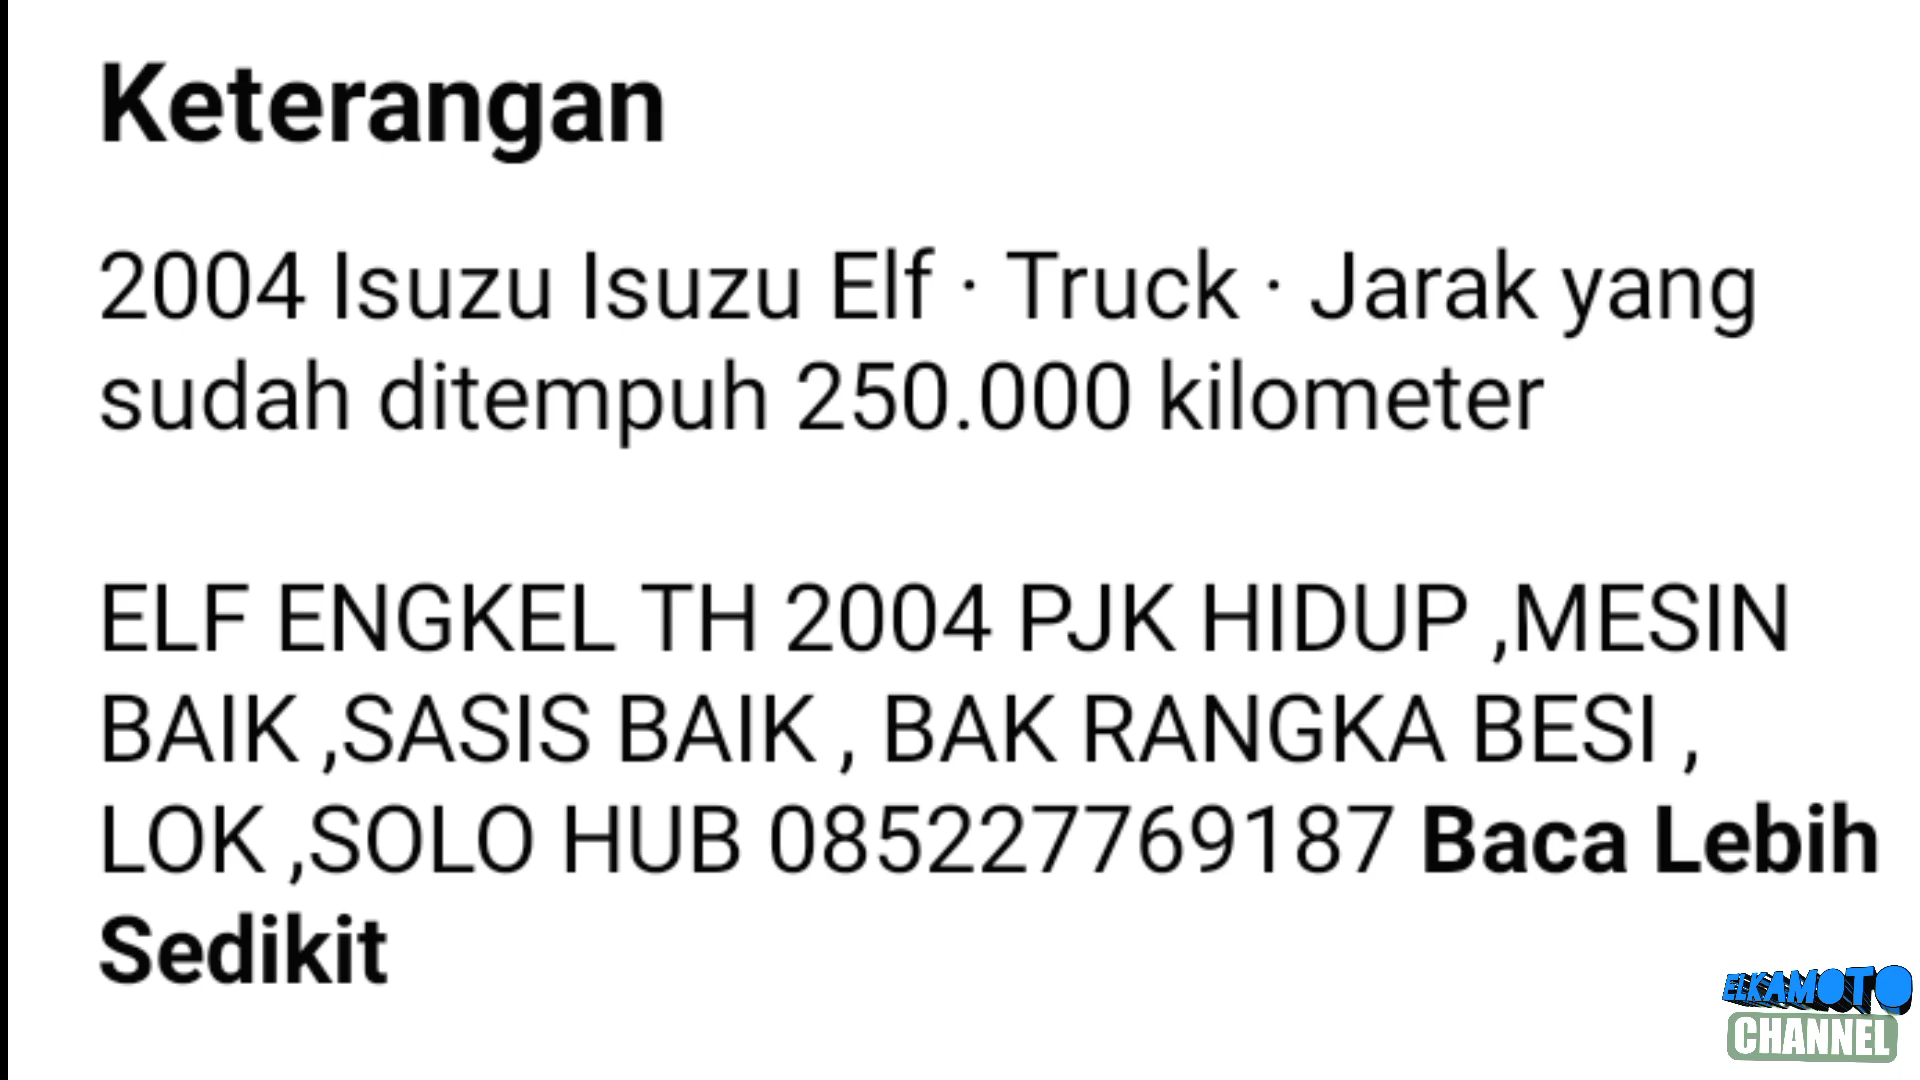 Keterangan
2004 Isuzu Isuzu Elf · Truck · Jarak yang
sudah ditempuh 250.000 kilometer
ELF ENGKEL TH 2004 PJK HIDUP ,MESIN
BAIK ,SASIS BAIK , BAK RANGKA BESI ,
LOK ,SOLO HUB 085227769187 Baca Lebih
Sedikit
ELKAMOTO
CHANNEL